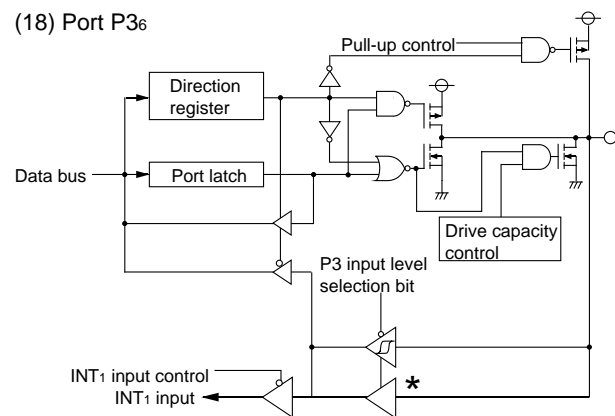 (18) Port P3₆
Pull-up control
Direction
register
Data bus
Port latch
Drive capacity
control
P3 input level
selection bit
*
INT₁ input control
INT₁ input